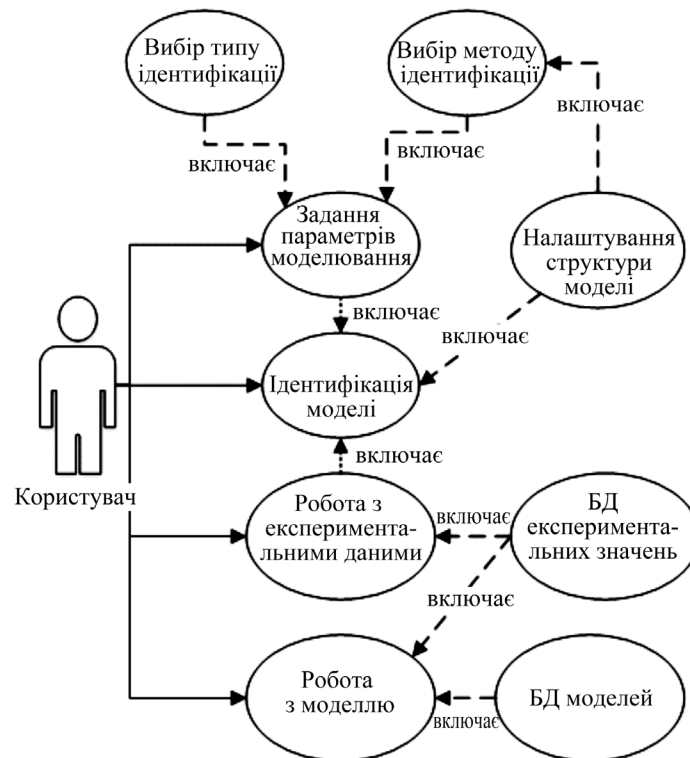 Вибір типу
ідентифікації
Вибір методу
ідентифікації
включає
включає
включає
Задання
параметрів
моделювання
Налаштування
структури
моделі
включає
включає
Ідентифікація
моделі
включає
Користувач
Робота з
експеримента-
льними даними
включає
БД
експеримента-
льних значень
включає
Робота
з моделлю
включає
БД моделей